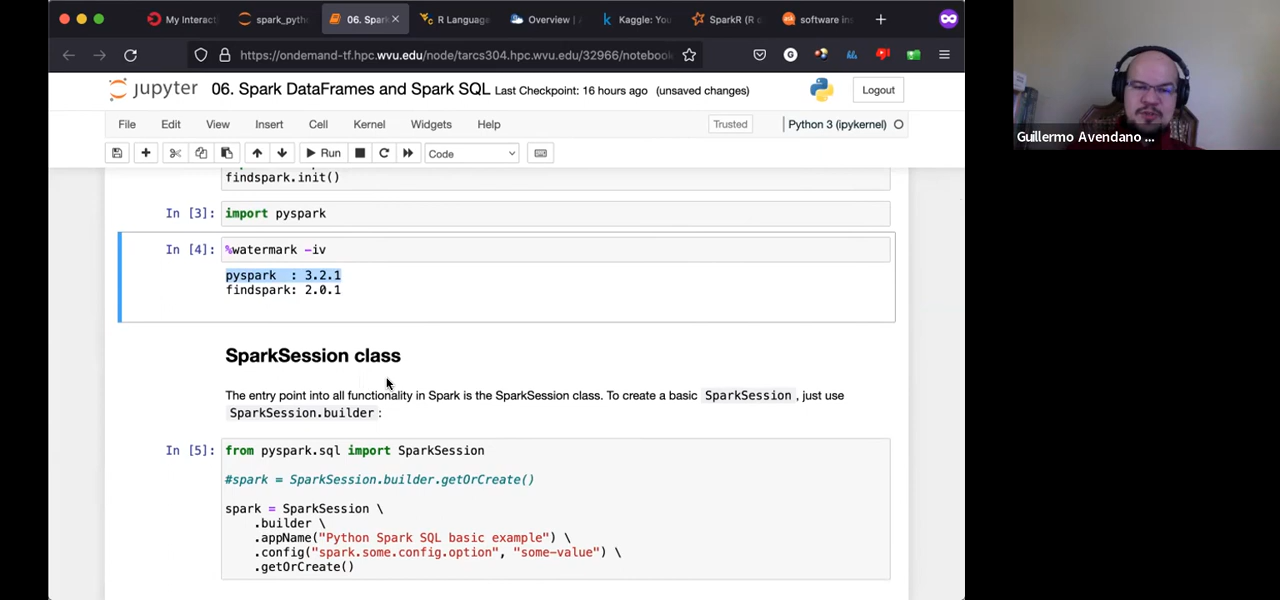 My Interact
spark_pytho
06. Spark
R Languag
Overview |
Kaggle: You
SparkR (R o
software ins
https://ondemand-tf.hpc.wvu.edu/node/tarcs304.hpc.wvu.edu/32966/notebook
jupyter 06. Spark DataFrames and Spark SQL Last Checkpoint: 16 hours ago (unsaved changes) Logout
File Edit View Insert Cell Kernel Widgets Help Trusted Python 3 (ipykernel)
Run Code
findspark.init()
In [3]: import pyspark
In [4]: %watermark -iv
pyspark : 3.2.1
findspark: 2.0.1
SparkSession class
The entry point into all functionality in Spark is the SparkSession class. To create a basic SparkSession, just use
SparkSession.builder:
In [5]: from pyspark.sql import SparkSession
#spark = SparkSession.builder.getOrCreate()
spark = SparkSession \
.builder \
.appName("Python Spark SQL basic example") \
.config("spark.some.config.option", "some-value") \
.getOrCreate()
Guillermo Avendano ...